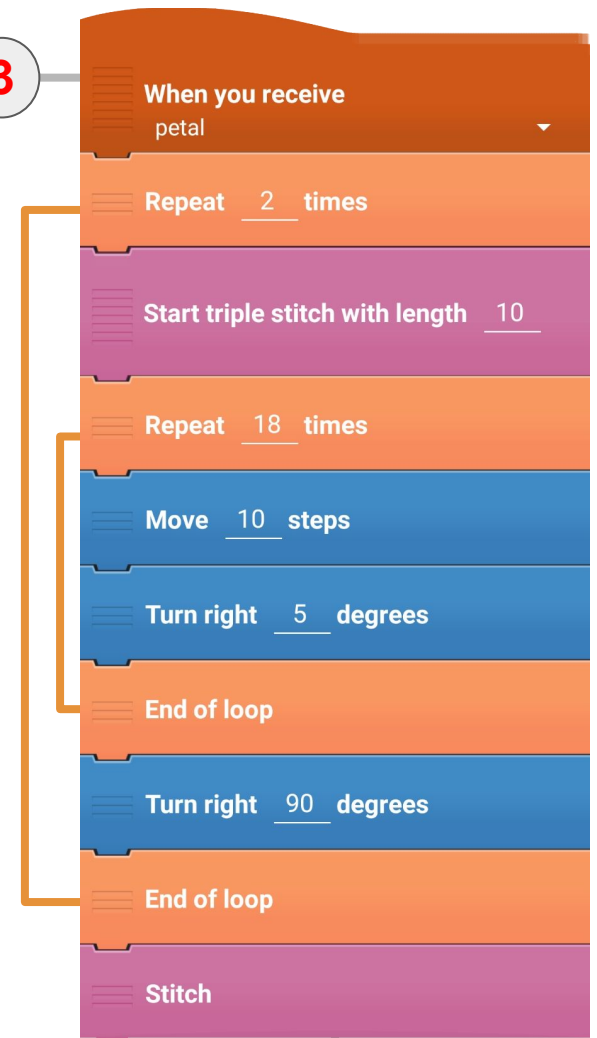 3
When you receive
petal
Repeat 2 times
Start triple stitch with length 10
Repeat 18 times
Move 10 steps
Turn right 5 degrees
End of loop
Turn right 90 degrees
End of loop
Stitch